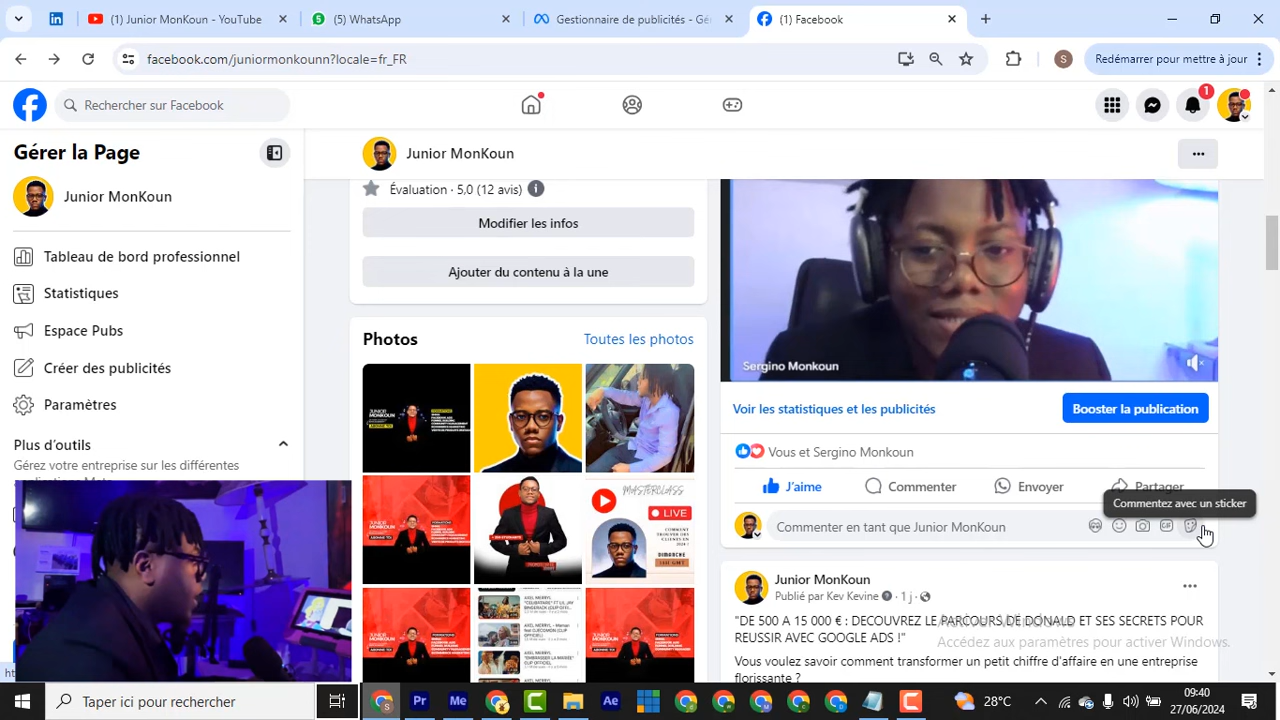 (1) Junior MonKoun - YouTube
(5) WhatsApp
Gestionnaire de publicités - Gé
(1) Facebook
facebook.com/juniormonkounn?locale=fr_FR
Redémarrer pour mettre à jour
Rechercher sur Facebook
1
Gérer la Page
Junior MonKoun
Junior MonKoun
Évaluation · 5,0 (12 avis)
Modifier les infos
Ajouter du contenu à la une
Tableau de bord professionnel
Statistiques
Espace Pubs
Créer des publicités
Paramètres
Plus d'outils
Gérez votre entreprise sur les différentes
Photos
Toutes les photos
MASTERCLASS
LIVE
COMMENT
TROUVER DES
CLIENTS EN
DIMANCHE
Sergino Monkoun
Voir les statistiques et les publicités
Booster la publication
Vous et Sergino Monkoun
J'aime
Commenter
Envoyer
Partager
Commentez avec un sticker
Commenter en tant que Junior MonKoun
Junior MonKoun
Publié par Kev Kevine · 1 j ·
"DE 500 A 15 000 € : DECOUVREZ LE PARCOURS DE DONALD ET SES SECRETS POUR
REUSSIR AVEC GOOGLE ADS !"
Vous voulez savoir comment transformer un petit chiffre d'affaire en une entreprise
florissante ?
Taper ici pour rechercher
28°C
09:40
27/06/2024